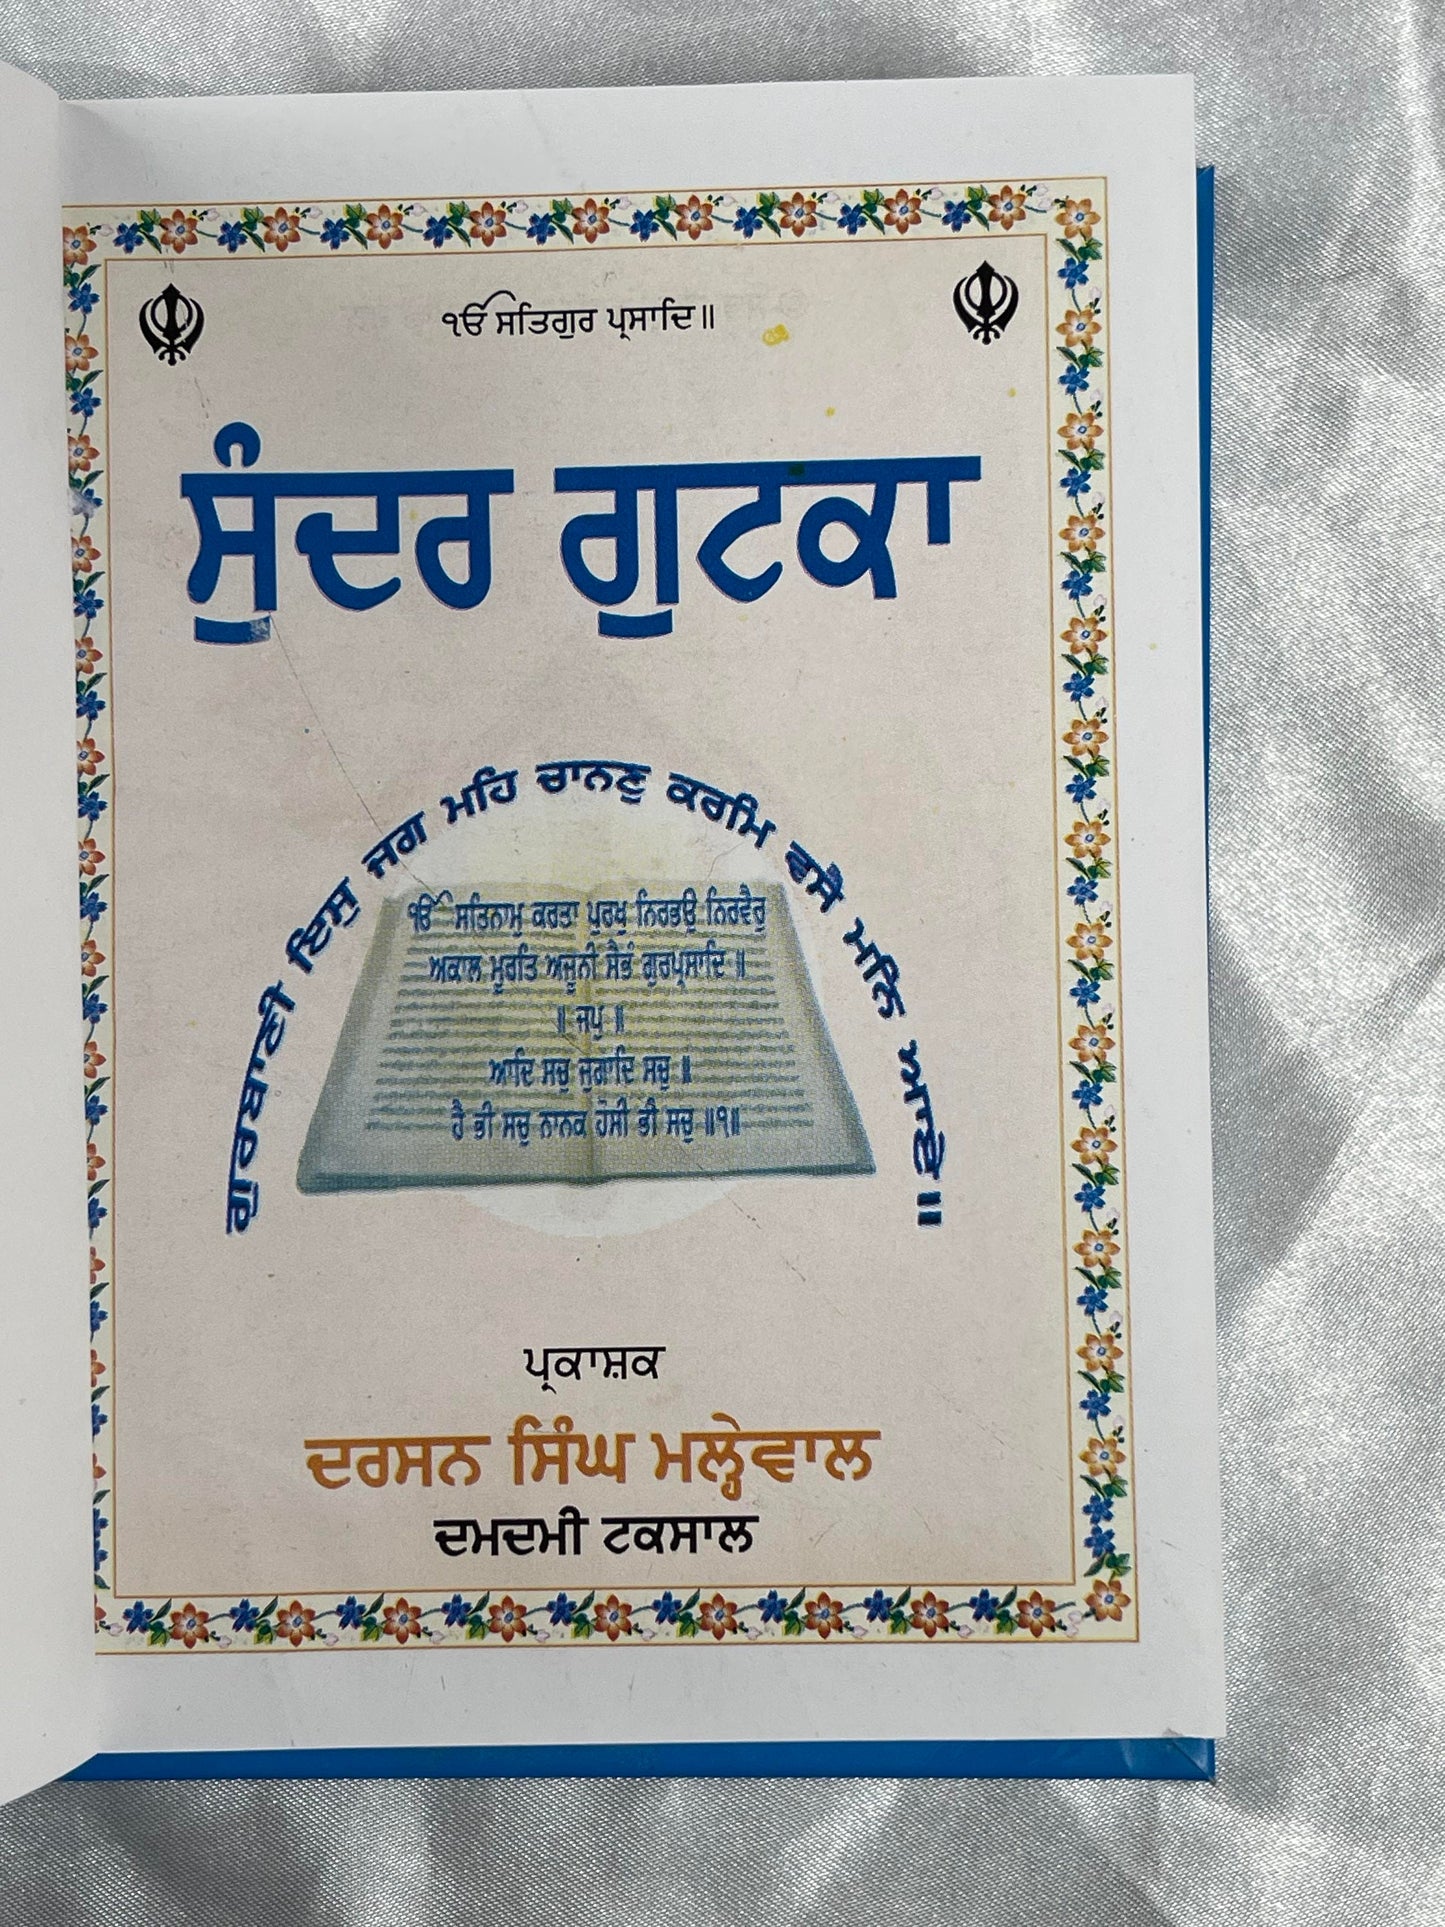 ੴ ਸਤਿਗੁਰ ਪ੍ਰਸਾਦਿ॥
ਸੁੰਦਰ ਗੁਟਕਾ
ਗੁਰਬਾਣੀ ਇਸੁ ਜਗ ਮਹਿ ਚਾਨਣੁ ਕਰਮਿ ਵਸੈ ਮਨਿ ਆਏ॥
ੴ ਸਤਿਨਾਮੁ ਕਰਤਾ ਪੁਰਖੁ ਨਿਰਭਉ ਨਿਰਵੈਰੁ
ਅਕਾਲ ਮੂਰਤਿ ਅਜੂਨੀ ਸੈਭੰ ਗੁਰਪ੍ਰਸਾਦਿ ॥
॥ ਜਪੁ ॥
ਆਦਿ ਸਚੁ ਜੁਗਾਦਿ ਸਚੁ ॥
ਹੈ ਭੀ ਸਚੁ ਨਾਨਕ ਹੋਸੀ ਭੀ ਸਚੁ ॥੧॥
ਪ੍ਰਕਾਸ਼ਕ
ਦਰਸਨ ਸਿੰਘ ਮਲ੍ਹੇਵਾਲ
ਦਮਦਮੀ ਟਕਸਾਲ